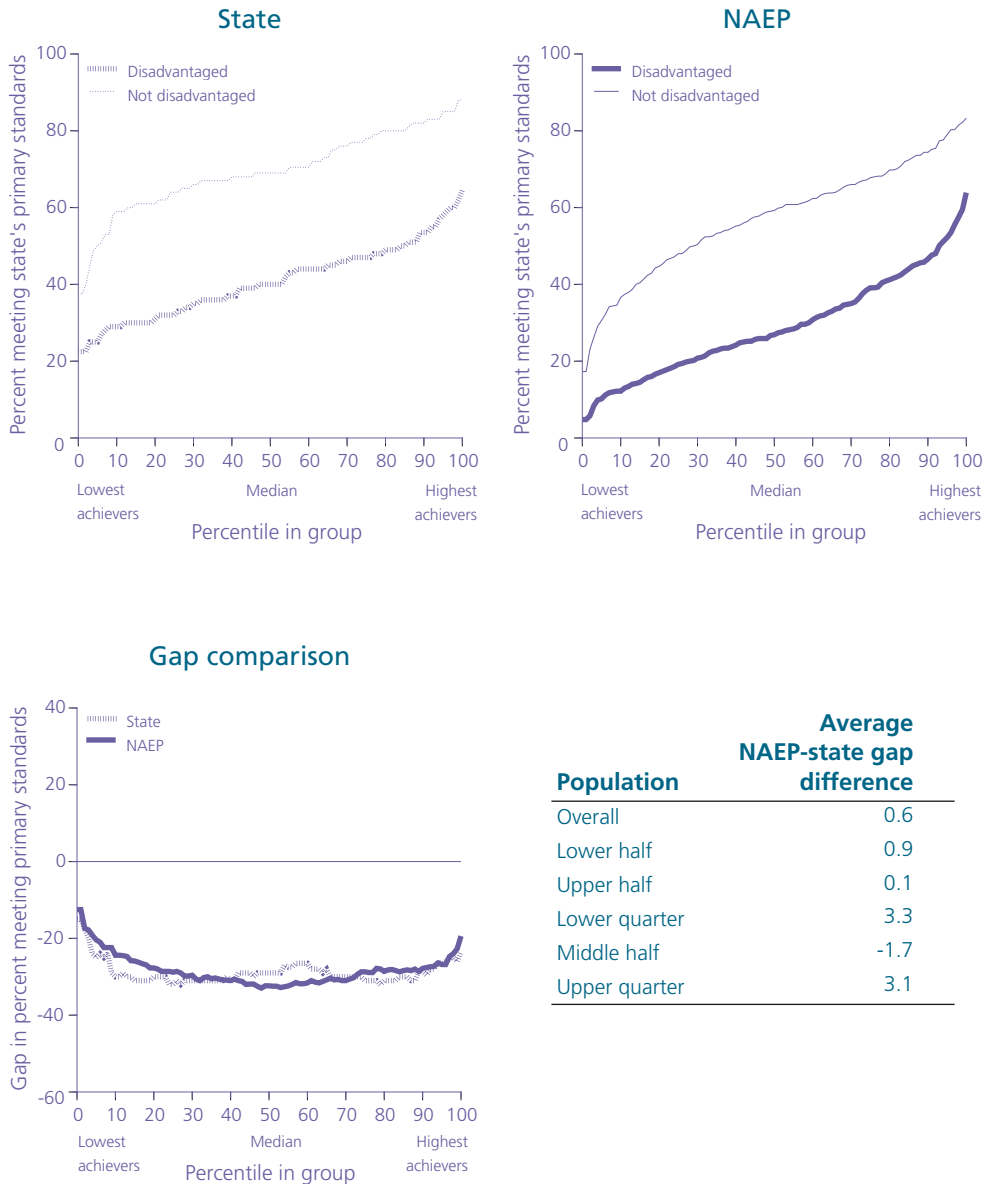 State
Percent meeting state's primary standards
100
80
60
40
20
0
Disadvantaged
Not disadvantaged
0 10 20 30 40 50 60 70 80 90 100
Lowest achievers
Median
Highest achievers
Percentile in group
NAEP
Percent meeting state's primary standards
100
80
60
40
20
0
Disadvantaged
Not disadvantaged
0 10 20 30 40 50 60 70 80 90 100
Lowest achievers
Median
Highest achievers
Percentile in group
Gap comparison
Gap in percent meeting primary standards
40
20
0
-20
-40
-60
State
NAEP
0 10 20 30 40 50 60 70 80 90 100
Lowest achievers
Median
Highest achievers
Percentile in group
Average
NAEP-state gap
Population difference
Overall 0.6
Lower half 0.9
Upper half 0.1
Lower quarter 3.3
Middle half -1.7
Upper quarter 3.1